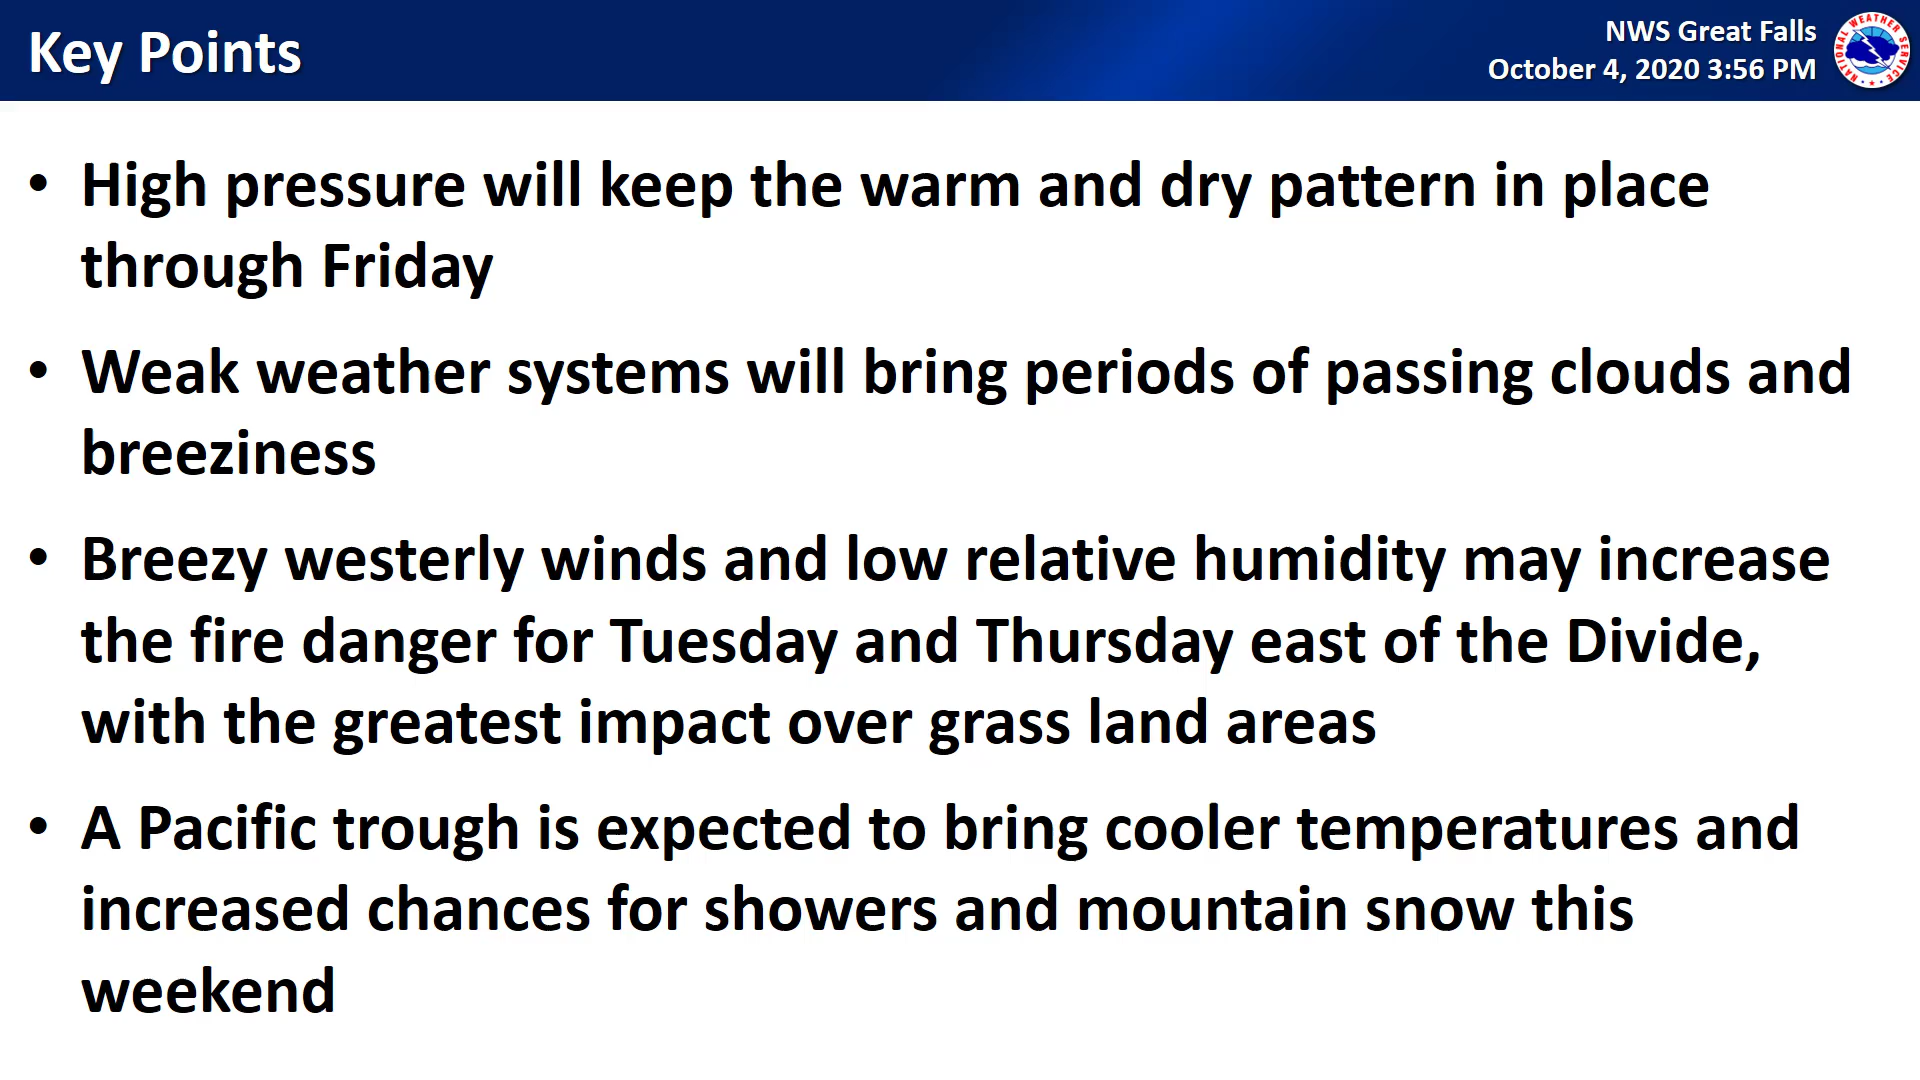 Key Points
NWS Great Falls
October 4, 2020 3:56 PM
NATIONAL WEATHER SERVICE
• High pressure will keep the warm and dry pattern in place
through Friday
• Weak weather systems will bring periods of passing clouds and
breeziness
• Breezy westerly winds and low relative humidity may increase
the fire danger for Tuesday and Thursday east of the Divide,
with the greatest impact over grass land areas
• A Pacific trough is expected to bring cooler temperatures and
increased chances for showers and mountain snow this
weekend